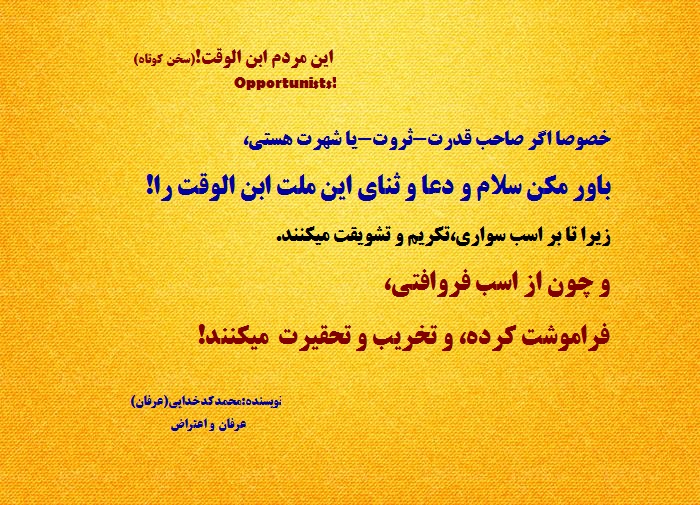 این مردم ابن الوقت!(سخن کوتاه)
Opportunists!
خصوصا اگر صاحب قدرت-ثروت-یا شهرت هستی،
باور مکن سلام و دعا و ثنای این ملت ابن الوقت را!
زیرا تا بر اسب سواری،تکریم و تشویقت میکنند.
و چون از اسب فروافتی،
فراموشت کرده، و تخریب و تحقیرت میکنند!
نویسنده:محمدکدخدایی(عرفان)
عرفان و اعتراض